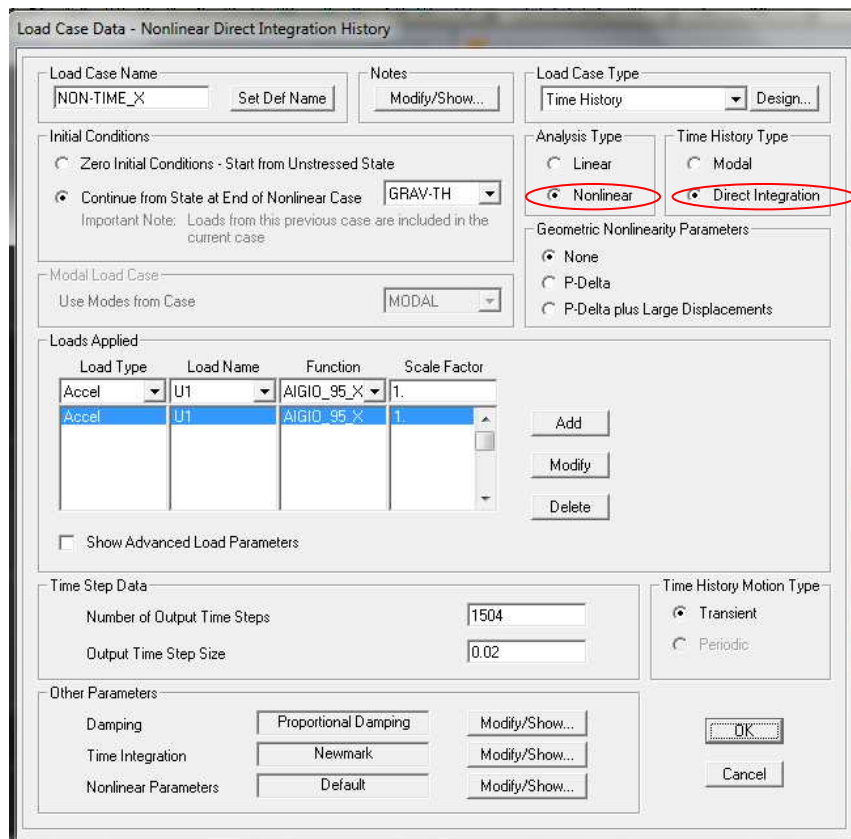 Load Case Data - Nonlinear Direct Integration History
Load Case Name
NON-TIME_X
Set Def Name
Notes
Modify/Show...
Load Case Type
Time History
Design...
Initial Conditions
Zero Initial Conditions - Start from Unstressed State
Continue from State at End of Nonlinear Case
GRAV-TH
Important Note: Loads from this previous case are included in the
current case
Analysis Type
Linear
Nonlinear
Time History Type
Modal
Direct Integration
Geometric Nonlinearity Parameters
None
P-Delta
P-Delta plus Large Displacements
Modal Load Case
Use Modes from Case
MODAL
Loads Applied
Load Type Load Name Function Scale Factor
Accel U1 AIGIO_95_X 1.
Accel U1 AIGIO_95_X 1.
Add
Modify
Delete
Show Advanced Load Parameters
Time Step Data
Number of Output Time Steps 1504
Output Time Step Size 0.02
Time History Motion Type
Transient
Periodic
Other Parameters
Damping Proportional Damping Modify/Show...
Time Integration Newmark Modify/Show...
Nonlinear Parameters Default Modify/Show...
OK
Cancel